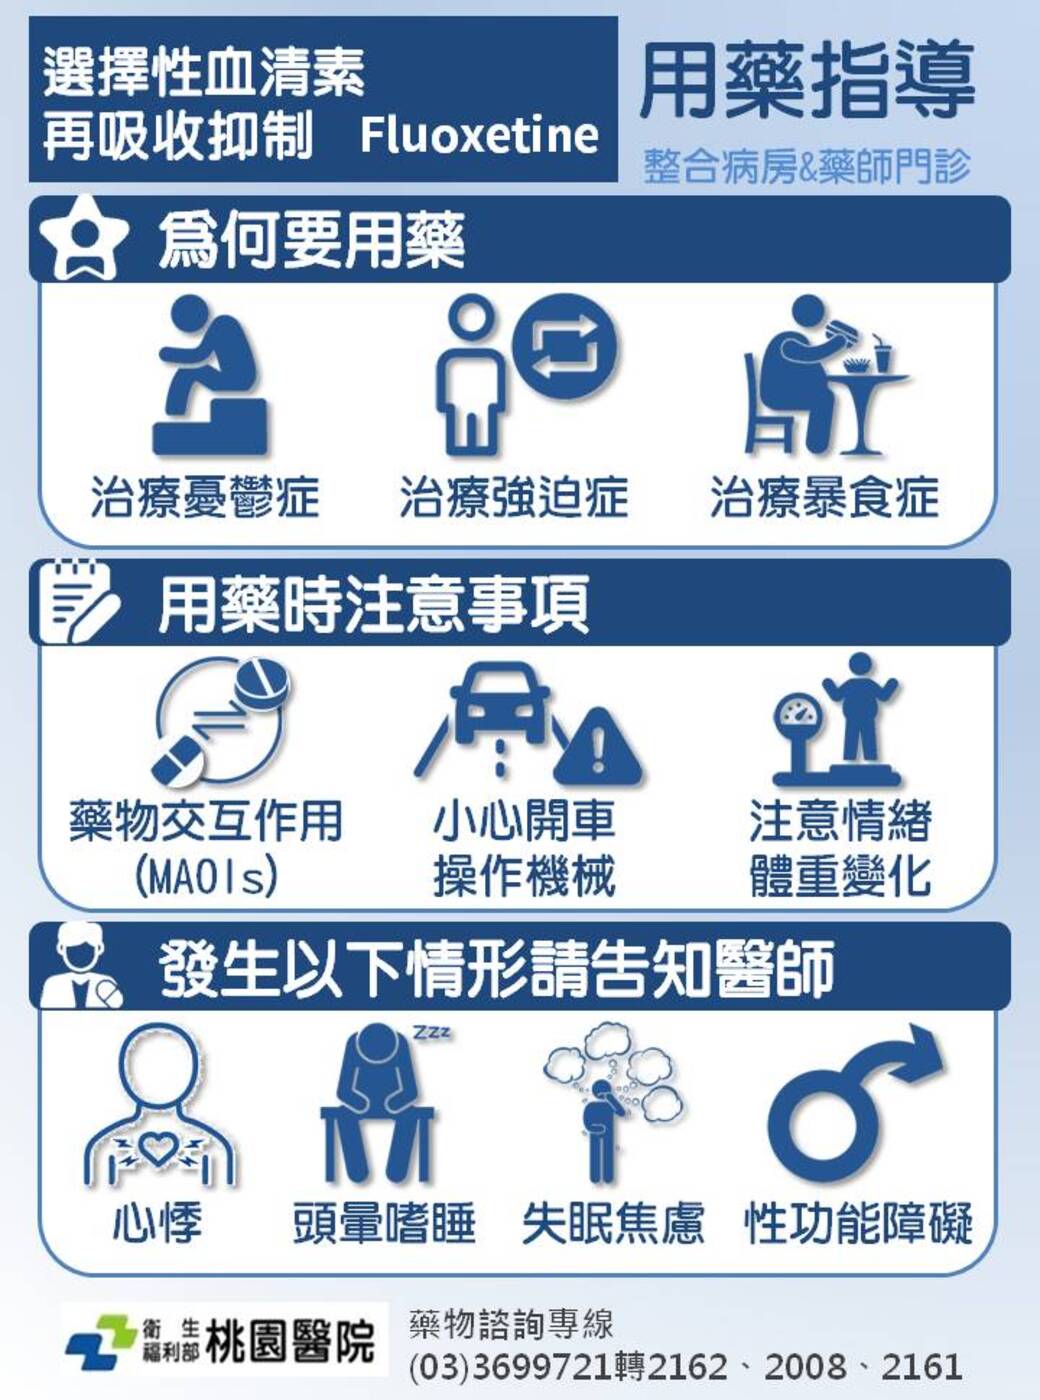 選擇性血清素
再吸收抑制 Fluoxetine
用藥指導
整合病房&藥師門診
爲何要用藥
治療憂鬱症
治療強迫症
治療暴食症
用藥時注意事項
藥物交互作用
(MAOIs)
小心開車
操作機械
注意情緒
體重變化
發生以下情形請告知醫師
Zzz
心悸
頭暈嗜睡
失眠焦慮
性功能障礙
衛生
福利部
桃園醫院
藥物諮詢專線
(03)3699721轉2162、2008、2161